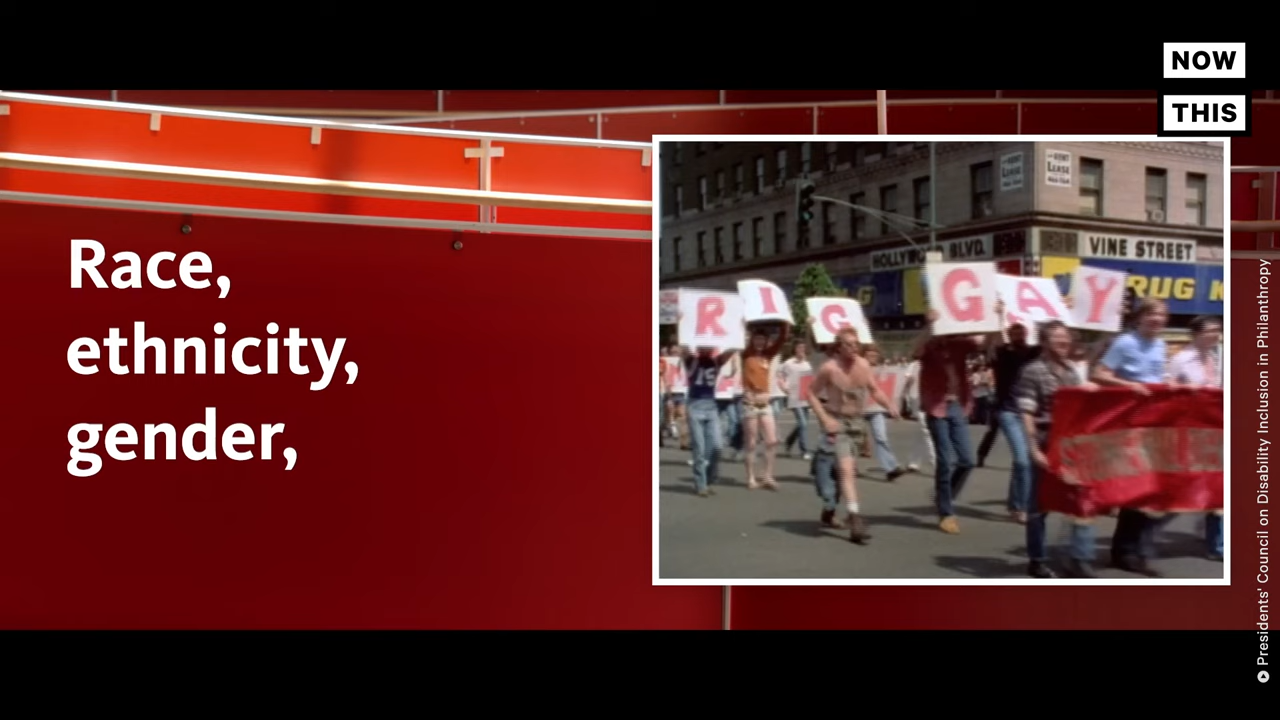 NOW
THIS
Race,
ethnicity,
gender,
HOLLYWOOD BLVD.
VINE STREET
RUG
R I G
GAY
Presidents' Council on Disability Inclusion in Philanthropy